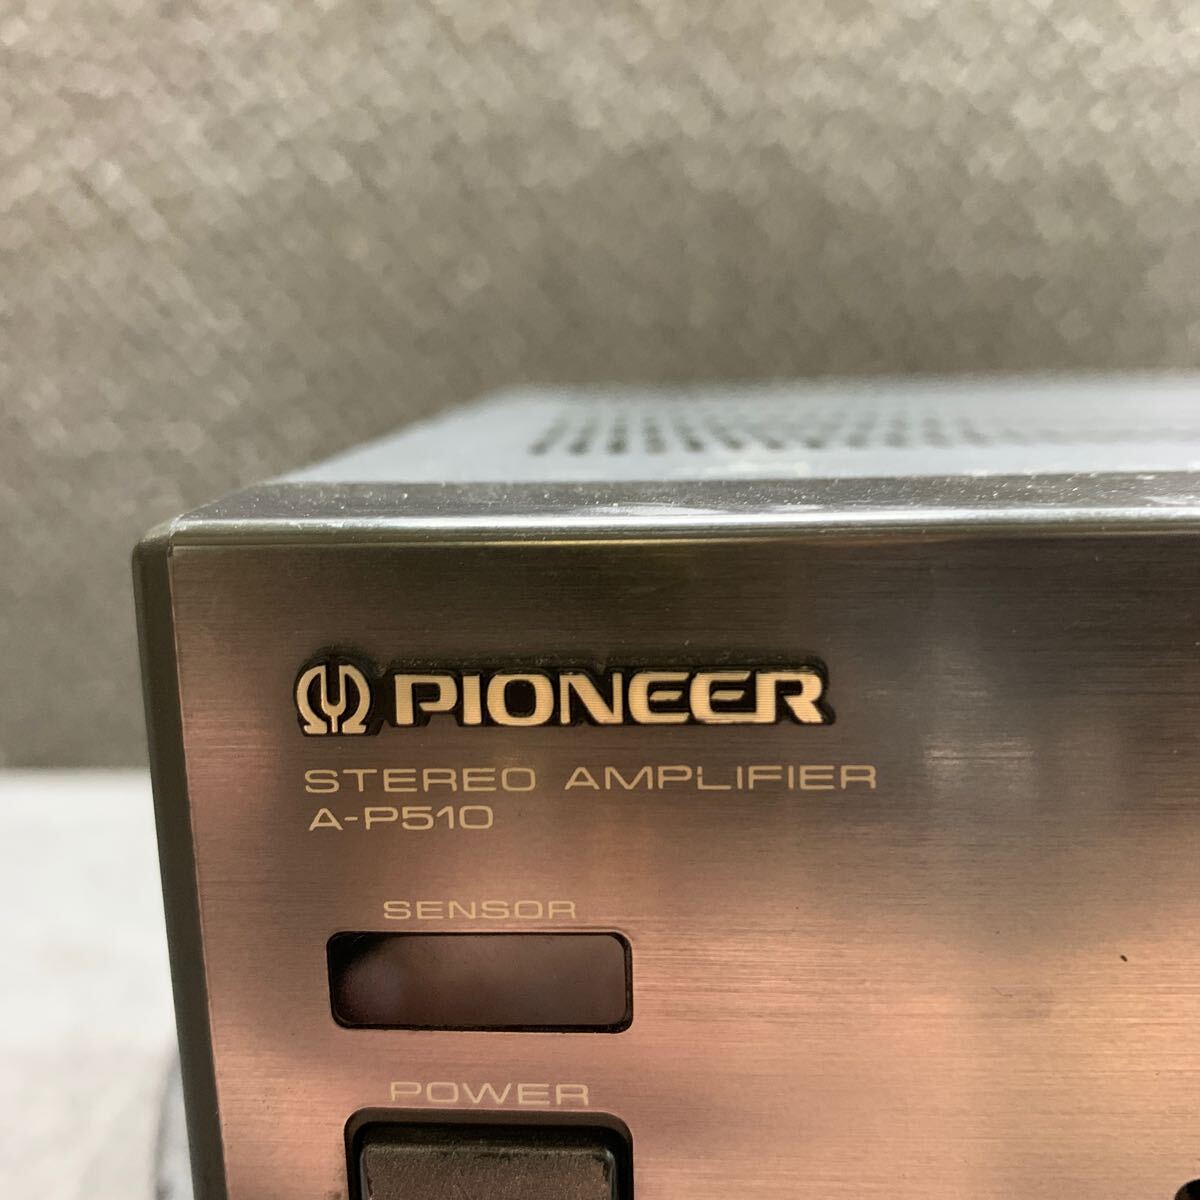 PIONEER
STEREO AMPLIFIER
A-P510
SENSOR
POWER